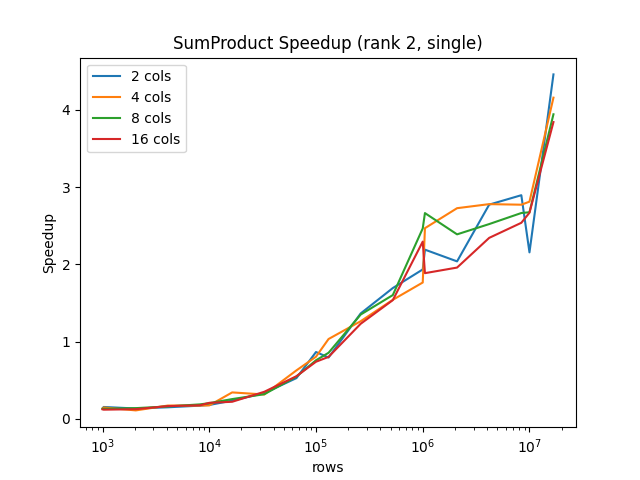 SumProduct Speedup (rank 2, single)
2 cols
4 cols
8 cols
16 cols
Speedup
4
3
2
1
0
10³
10⁴
10⁵
10⁶
10⁷
rows